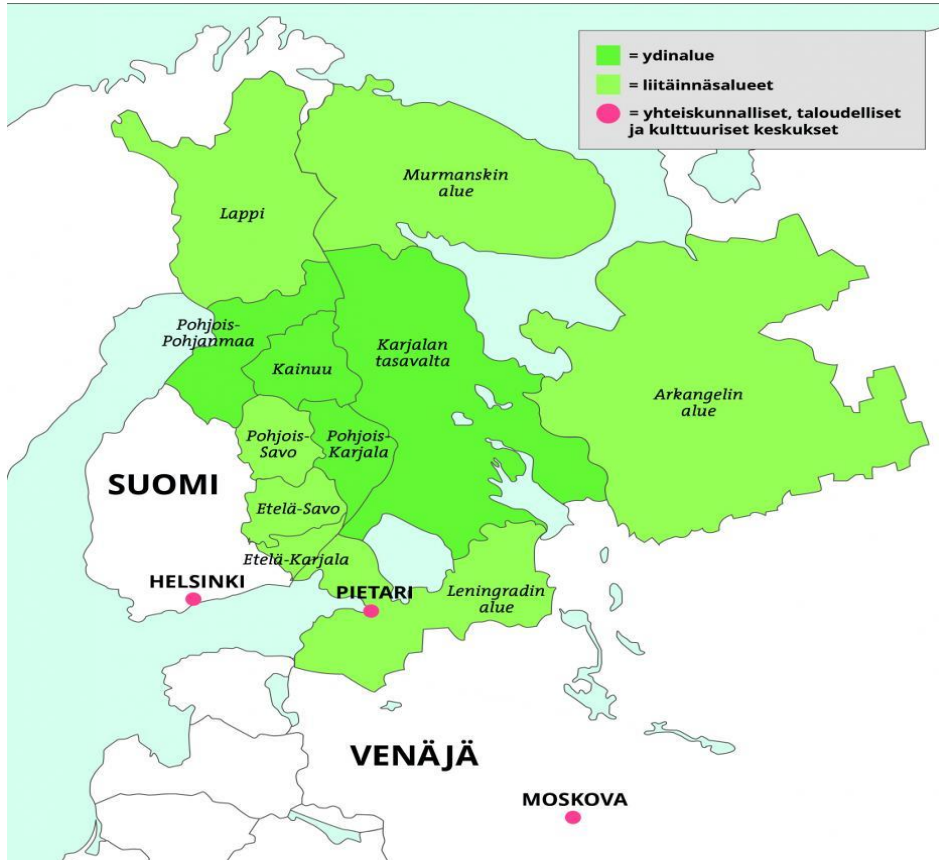 = ydinalue
= liitäinnäsalueet
= yhteiskunnalliset, taloudelliset
ja kulttuuriset keskukset
Murmanskin
alue
Lappi
Pohjois-
Pohjanmaa
Kainuu
Karjalan
tasavalta
Arkangelin
alue
Pohjois-
Savo
Pohjois-
Karjala
SUOMI
Etelä-Savo
Etelä-Karjala
HELSINKI
PIETARI
Leningradin
alue
VENÄJÄ
MOSKOVA